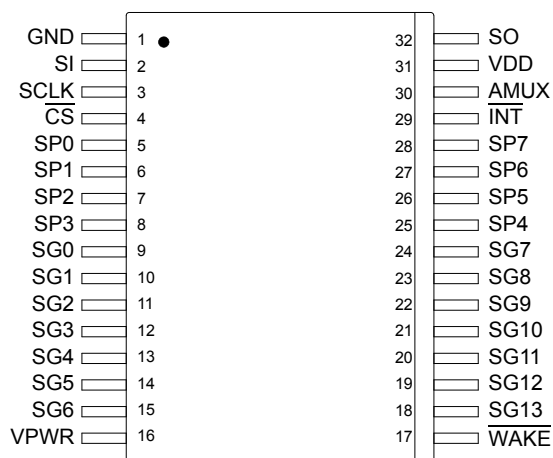 GND 1 32 SO
SI 2 31 VDD
SCLK 3 30 AMUX
CS 4 29 INT
SP0 5 28 SP7
SP1 6 27 SP6
SP2 7 26 SP5
SP3 8 25 SP4
SG0 9 24 SG7
SG1 10 23 SG8
SG2 11 22 SG9
SG3 12 21 SG10
SG4 13 20 SG11
SG5 14 19 SG12
SG6 15 18 SG13
VPWR 16 17 WAKE